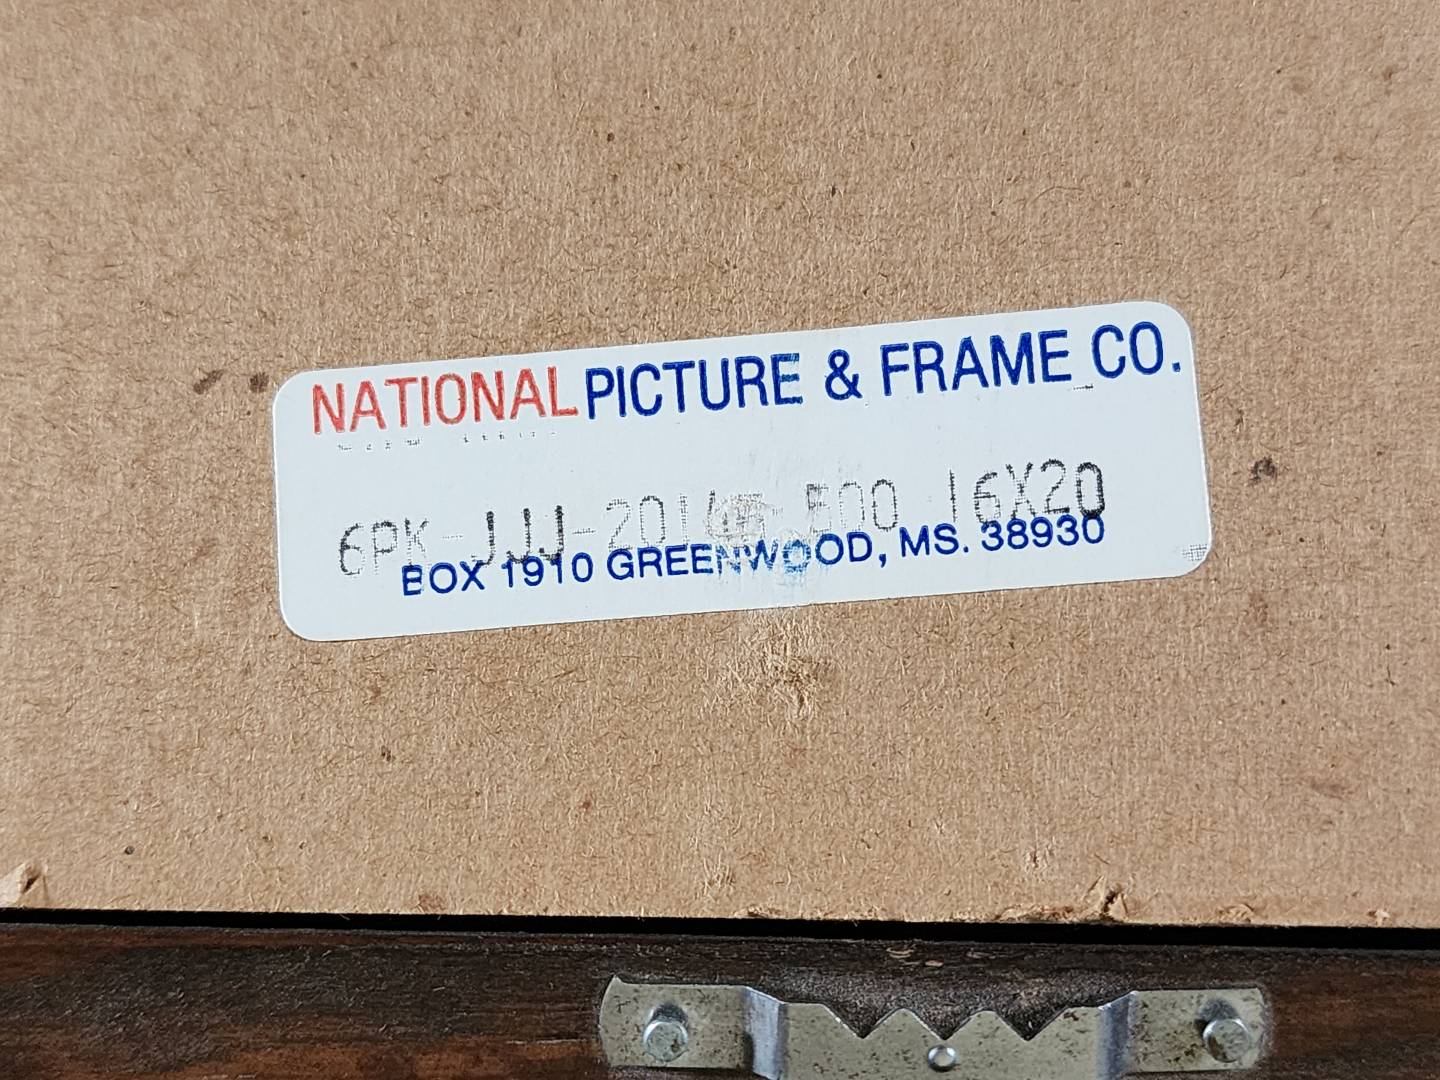 NATIONAL PICTURE & FRAME CO.
16X20
BOX 1910 GREENWOOD, MS. 38930